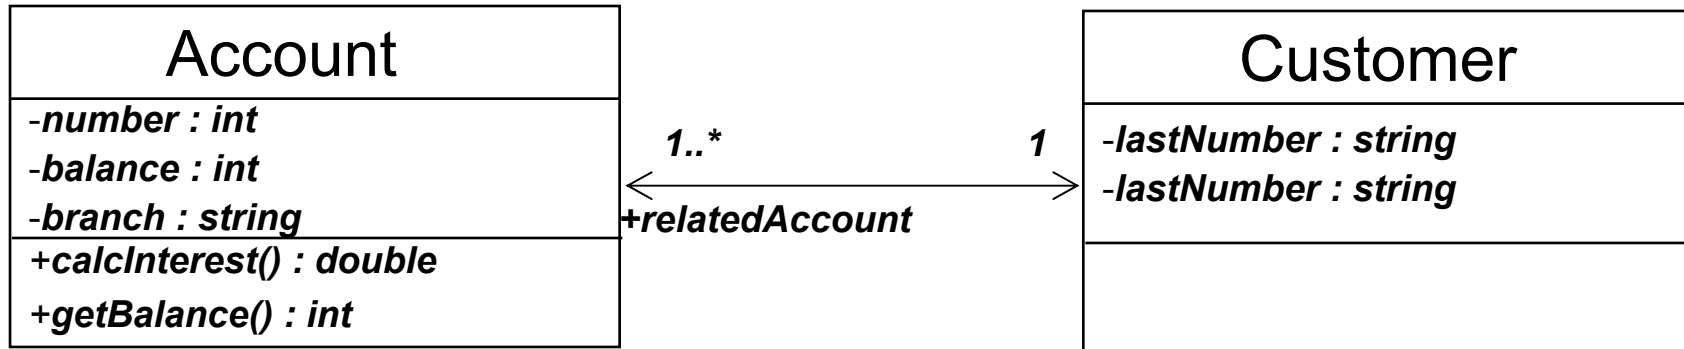 Account
-number : int
-balance : int
-branch : string
+calcInterest() : double
+getBalance() : int
1..*
1
+relatedAccount
Customer
-lastNumber : string
-lastNumber : string